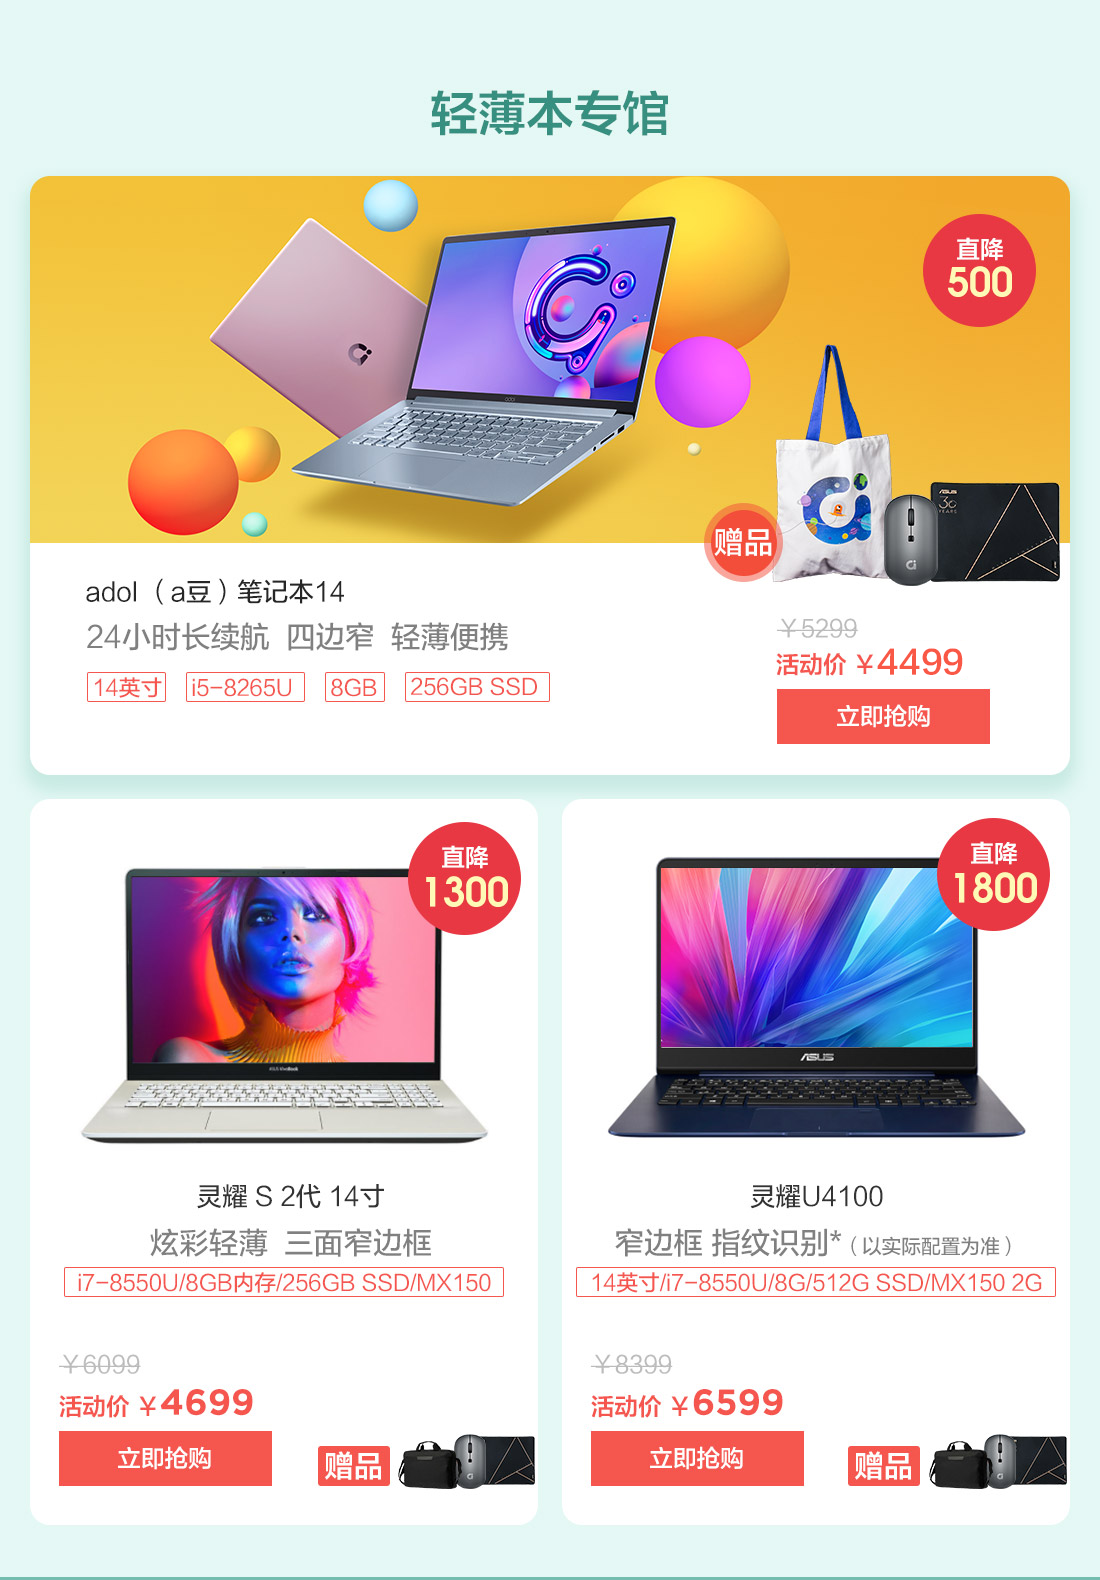 轻薄本专馆
直降
500
ASUS
30
YEARS
赠品
adol（a豆）笔记本14
24小时长续航 四边窄 轻薄便携
14英寸 i5-8265U 8GB 256GB SSD
￥5299
活动价 ￥4499
立即抢购
直降
1300
ASUS VivoBook
灵耀 S 2代 14寸
炫彩轻薄 三面窄边框
i7-8550U/8GB内存/256GB SSD/MX150
￥6099
活动价 ￥4699
立即抢购
赠品
直降
1800
ASUS
灵耀U4100
窄边框 指纹识别*（以实际配置为准）
14英寸/i7-8550U/8G/512G SSD/MX150 2G
￥8399
活动价 ￥6599
立即抢购
赠品